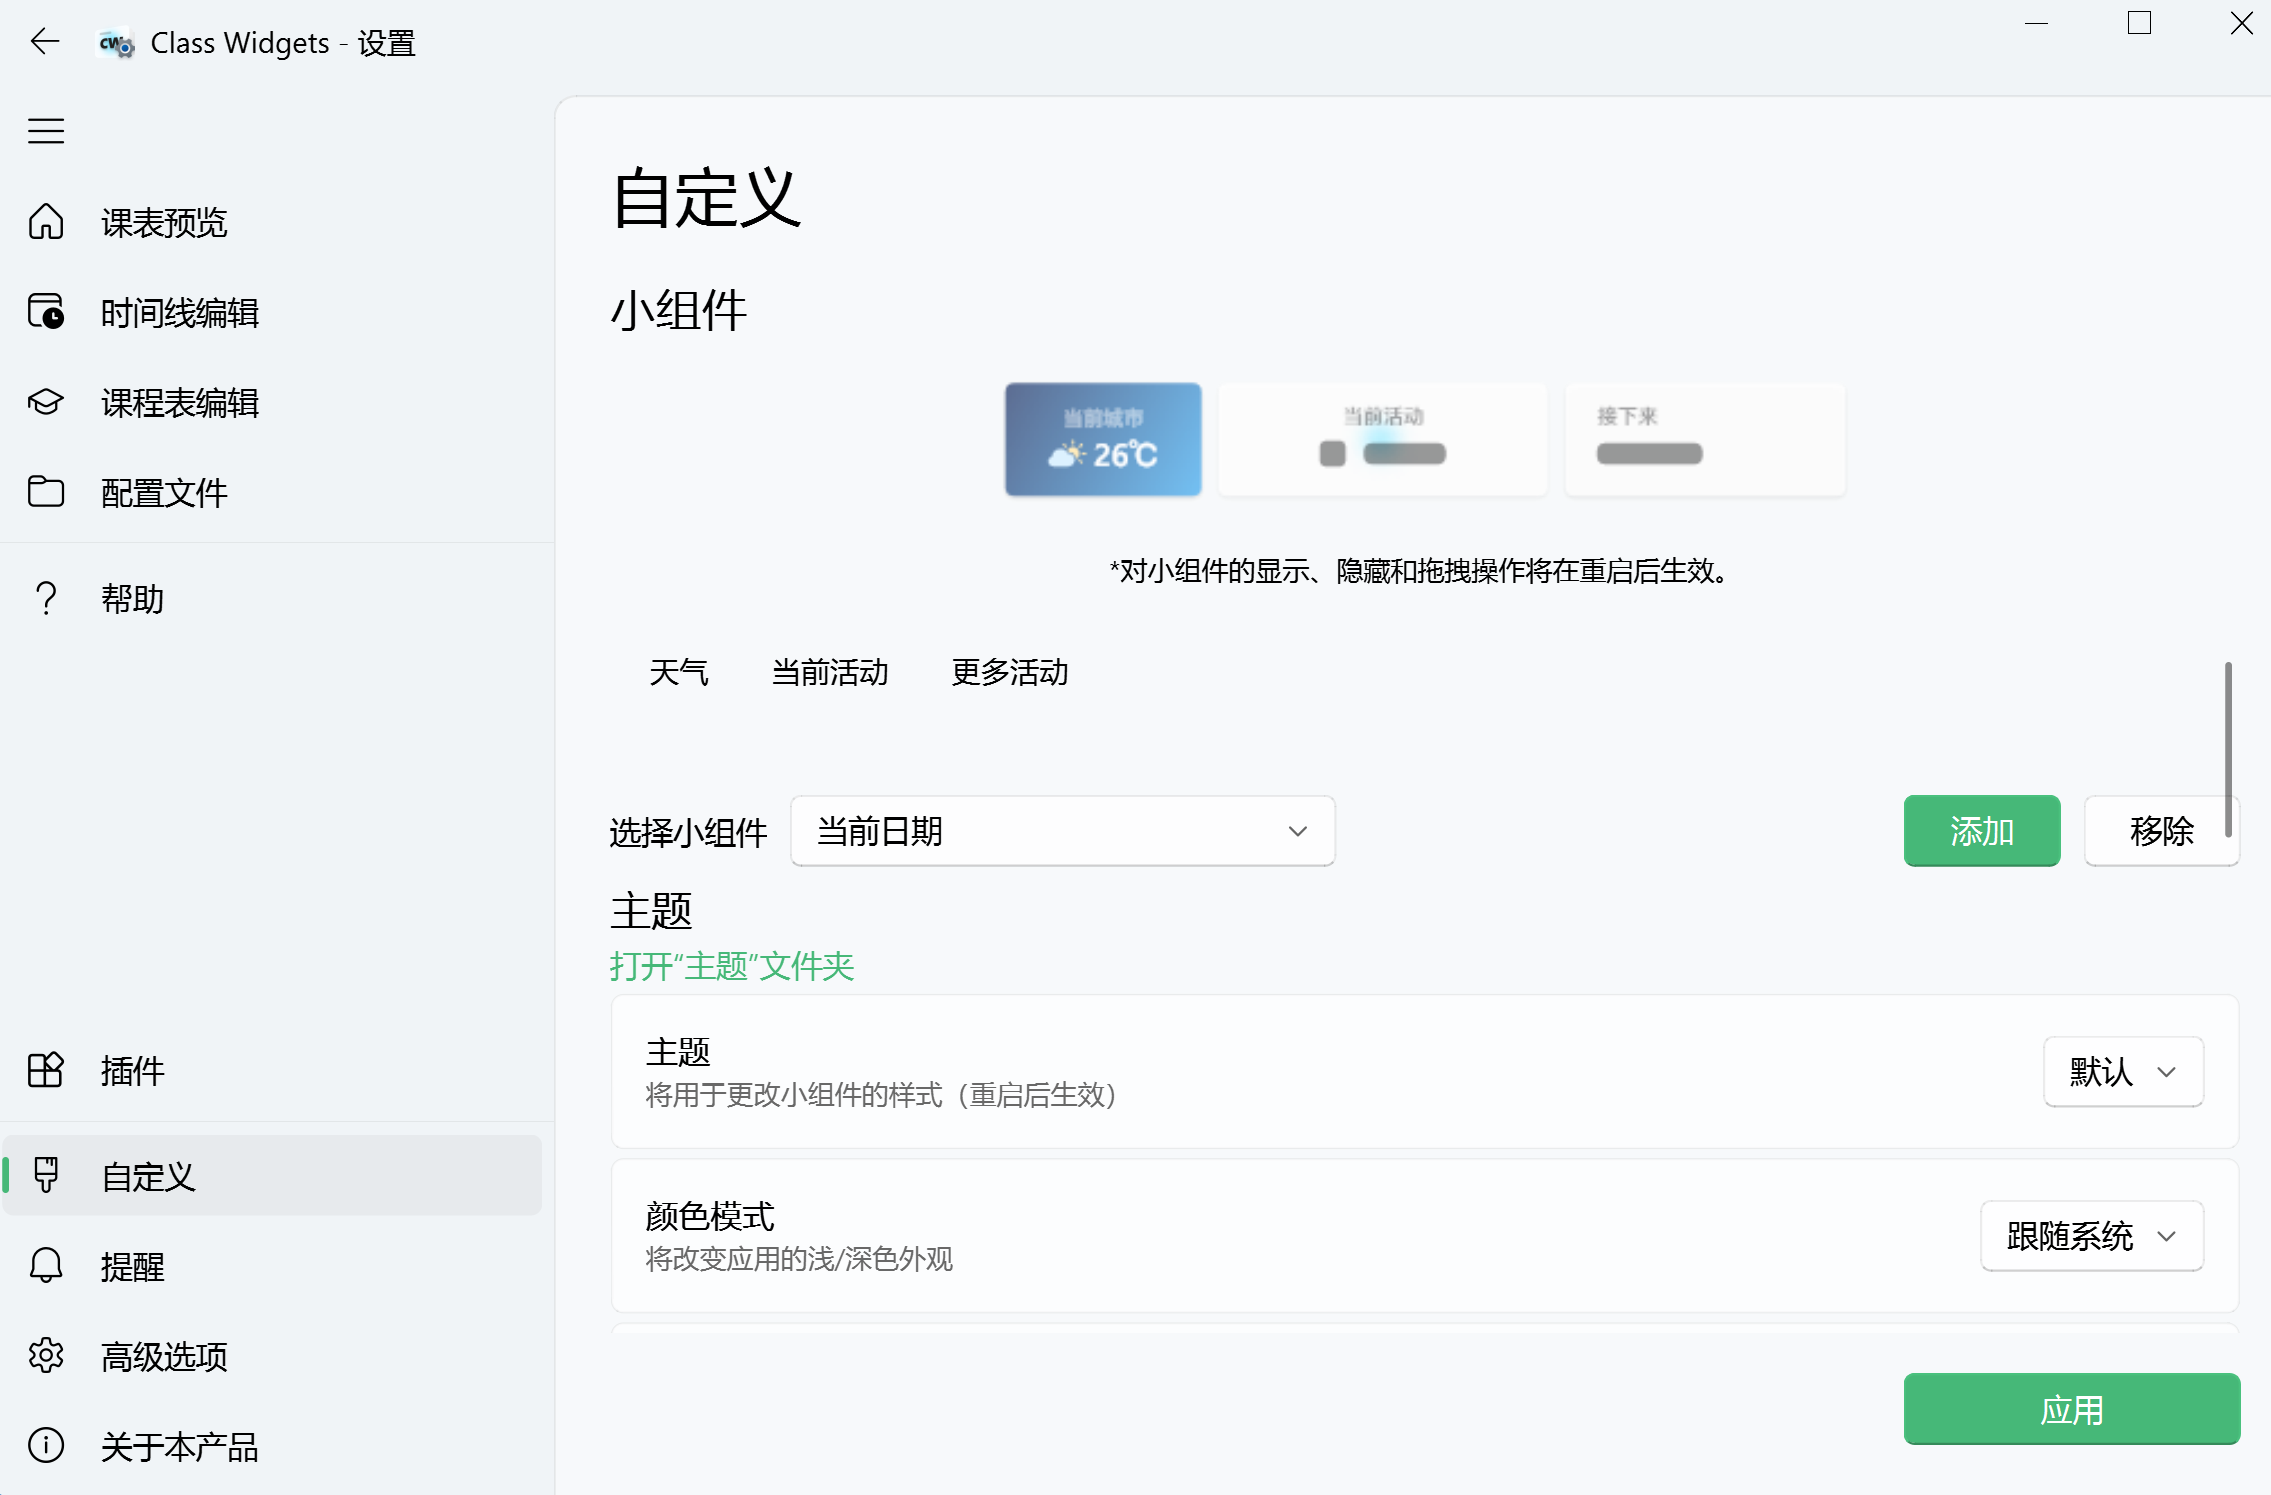 Class Widgets - 设置
课表预览
时间线编辑
课程表编辑
配置文件
帮助
插件
自定义
提醒
高级选项
关于本产品
自定义
小组件
当前城市
26℃
当前活动
接下来
*对小组件的显示、隐藏和拖拽操作将在重启后生效。
天气 当前活动 更多活动
选择小组件 当前日期 添加 移除
主题
打开“主题”文件夹
主题
将用于更改小组件的样式（重启后生效）
默认
颜色模式
将改变应用的浅/深色外观
跟随系统
应用